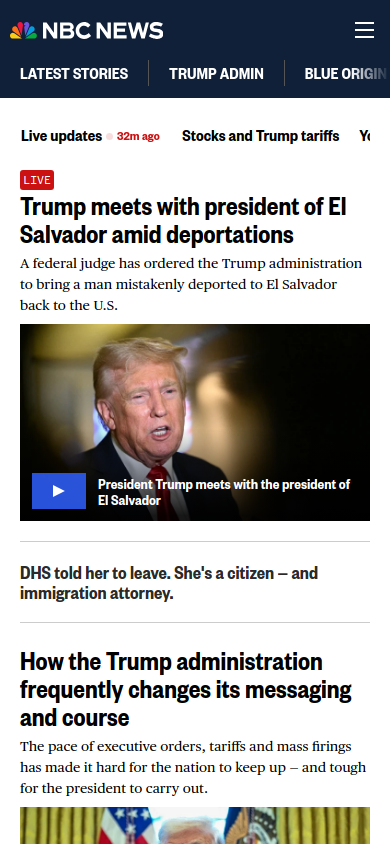 NBC NEWS
LATEST STORIES
TRUMP ADMIN
BLUE ORIGIN
Live updates 32m ago
Stocks and Trump tariffs
LIVE
Trump meets with president of El
Salvador amid deportations
A federal judge has ordered the Trump administration
to bring a man mistakenly deported to El Salvador
back to the U.S.
President Trump meets with the president of
El Salvador
DHS told her to leave. She's a citizen — and
immigration attorney.
How the Trump administration
frequently changes its messaging
and course
The pace of executive orders, tariffs and mass firings
has made it hard for the nation to keep up — and tough
for the president to carry out.